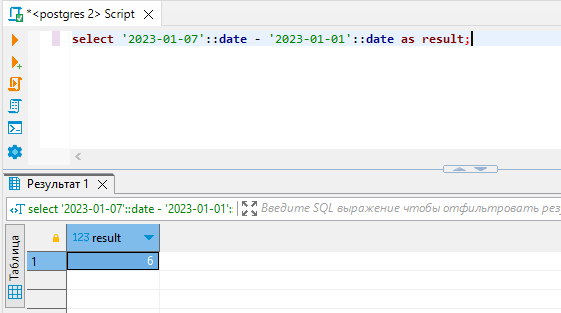 *<postgres 2> Script
select '2023-01-07'::date - '2023-01-01'::date as result;
Результат 1
select '2023-01-07'::date - '2023-01-01'::
Введите SQL выражение чтобы отфильтровать рез
Таблица
123 result
1
6